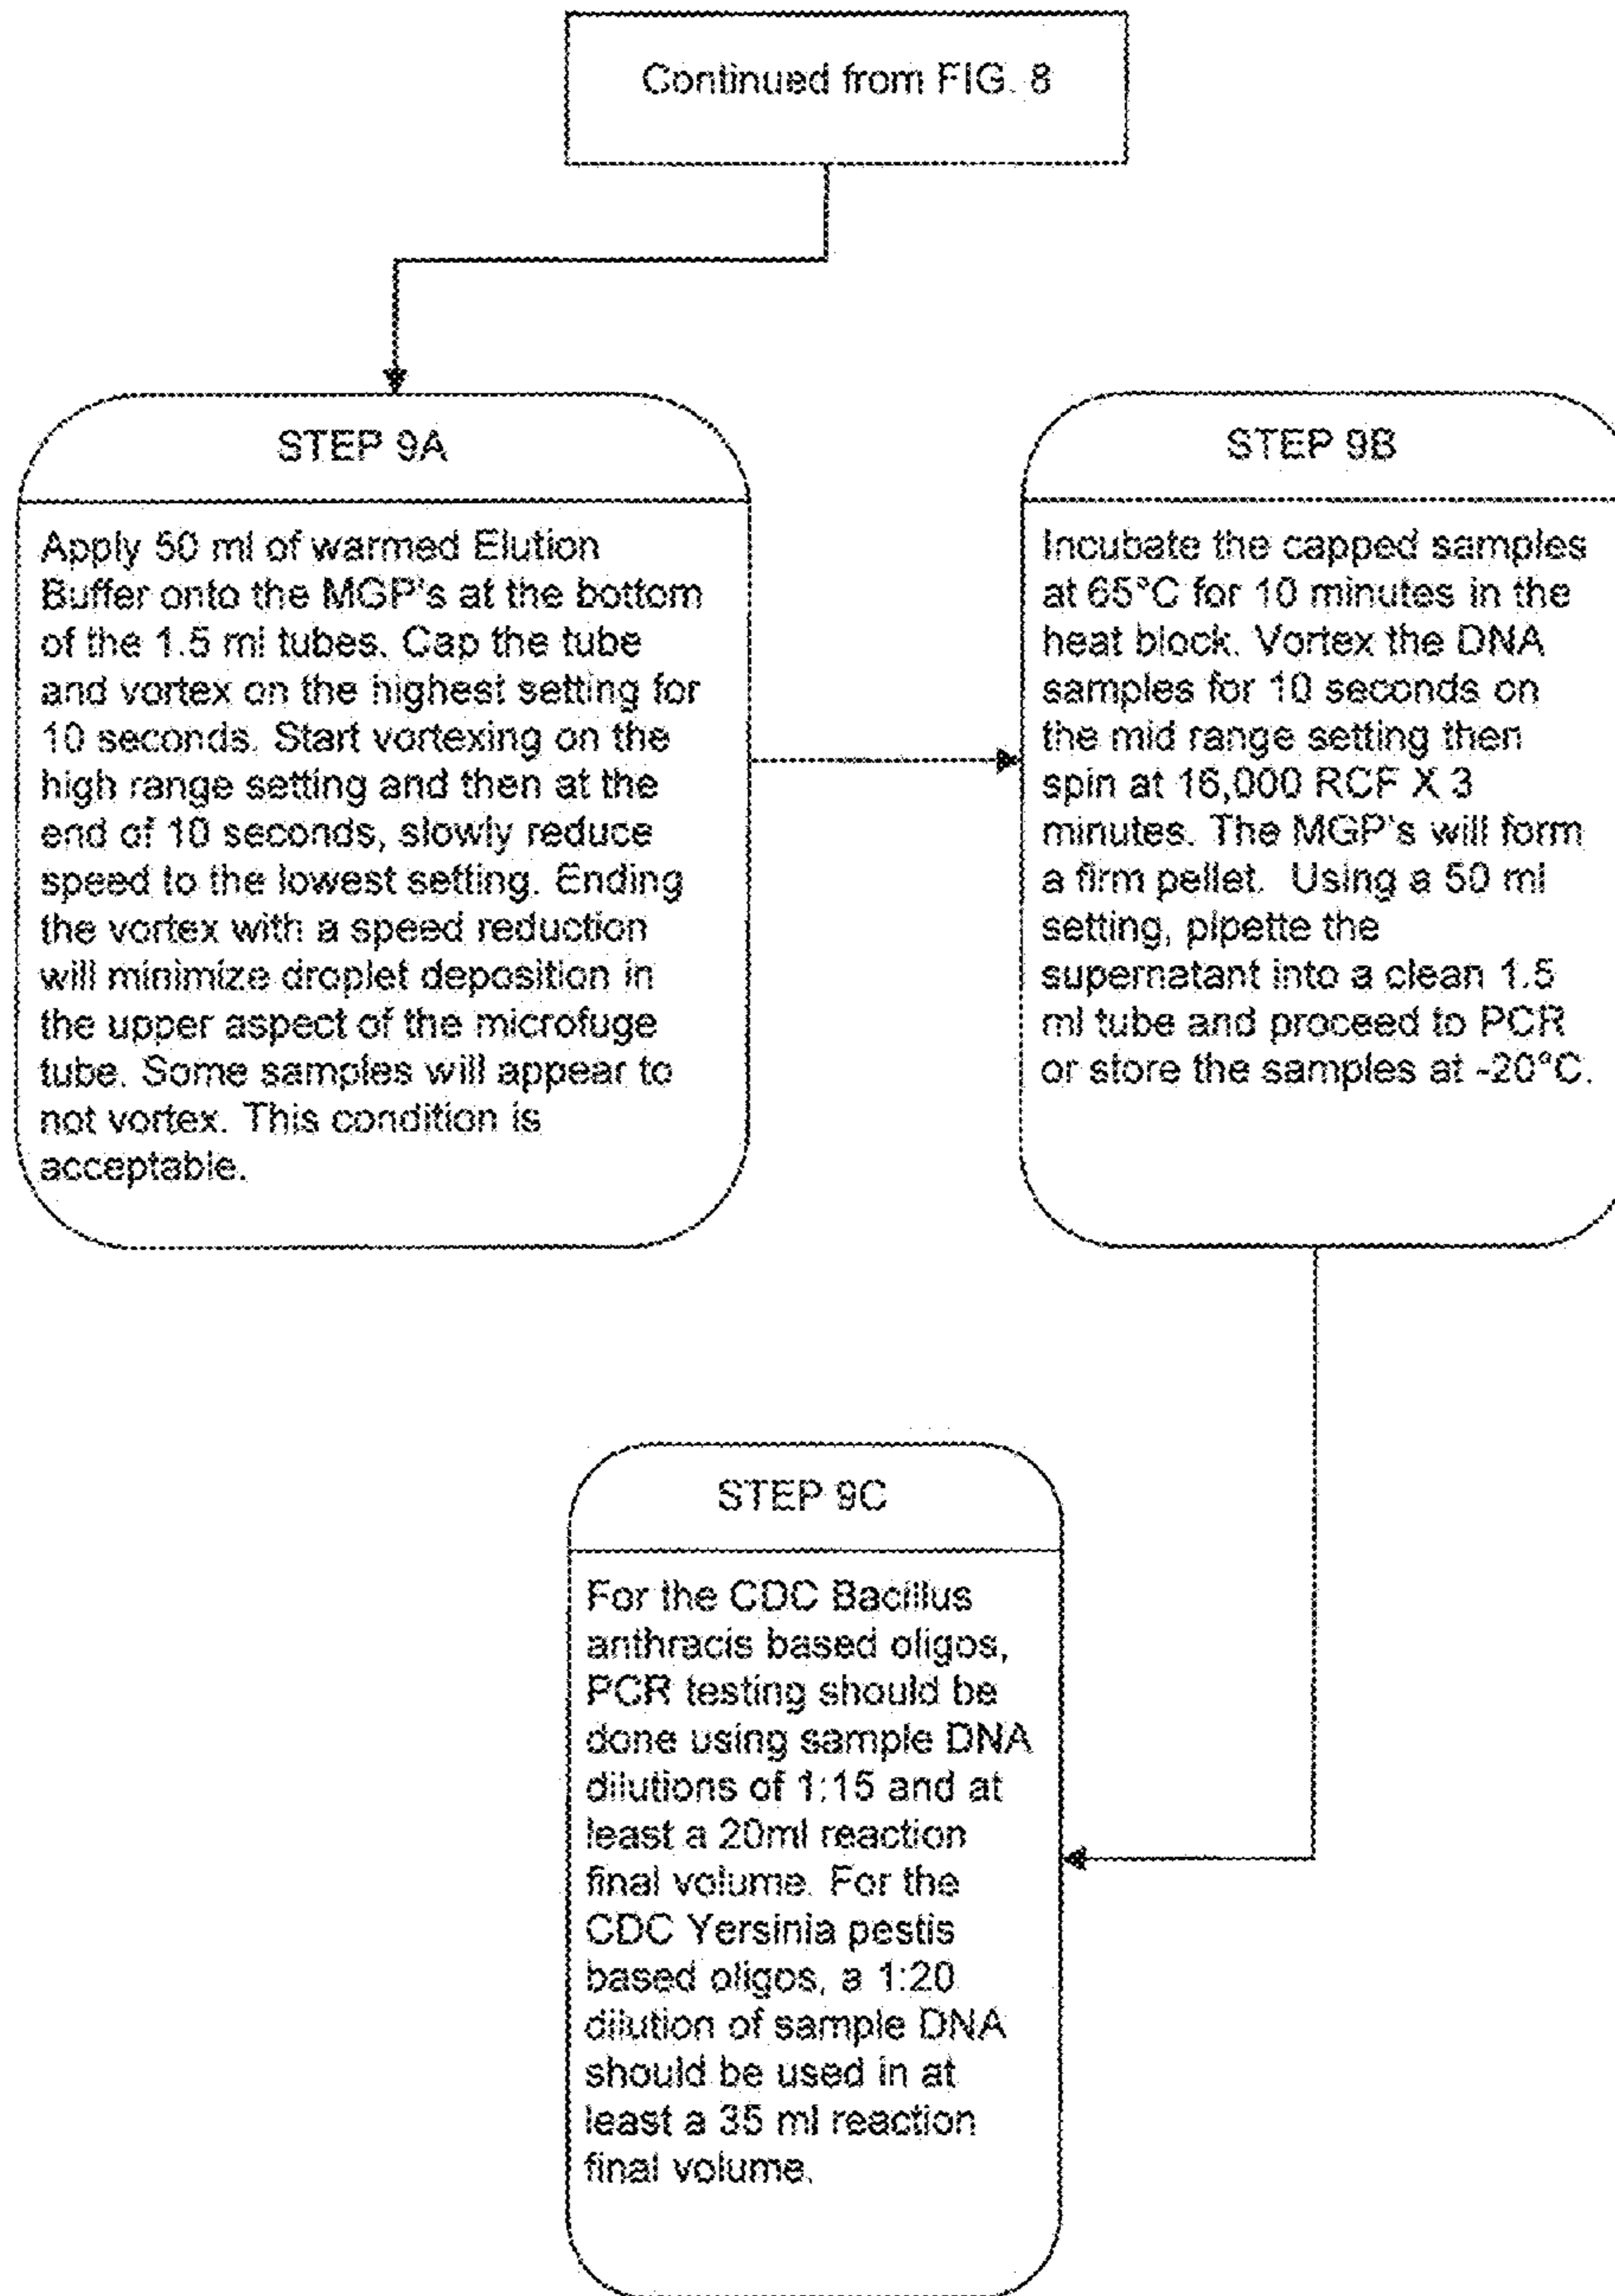 Continued from FIG. 8
STEP 9A
Apply 50 ml of warmed Elution
Buffer onto the MGP's at the bottom
of the 1.5 ml tubes. Cap the tube
and vortex on the highest setting for
10 seconds. Start vortexing on the
high range setting and then at the
end of 10 seconds, slowly reduce
speed to the lowest setting. Ending
the vortex with a speed reduction
will minimize droplet deposition in
the upper aspect of the microfuge
tube. Some samples will appear to
not vortex. This condition is
acceptable.
STEP 9B
Incubate the capped samples
at 65°C for 10 minutes in the
heat block. Vortex the DNA
samples for 10 seconds on
the mid range setting then
spin at 16,000 RCF X 3
minutes. The MGP's will form
a firm pellet. Using a 50 ml
setting, pipette the
supernatant into a clean 1.5
ml tube and proceed to PCR
or store the samples at -20°C.
STEP 9C
For the CDC Bacillus
anthracis based oligos,
PCR testing should be
done using sample DNA
dilutions of 1:15 and at
least a 20ml reaction
final volume. For the
CDC Yersinia pestis
based oligos, a 1:20
dilution of sample DNA
should be used in at
least a 35 ml reaction
final volume.